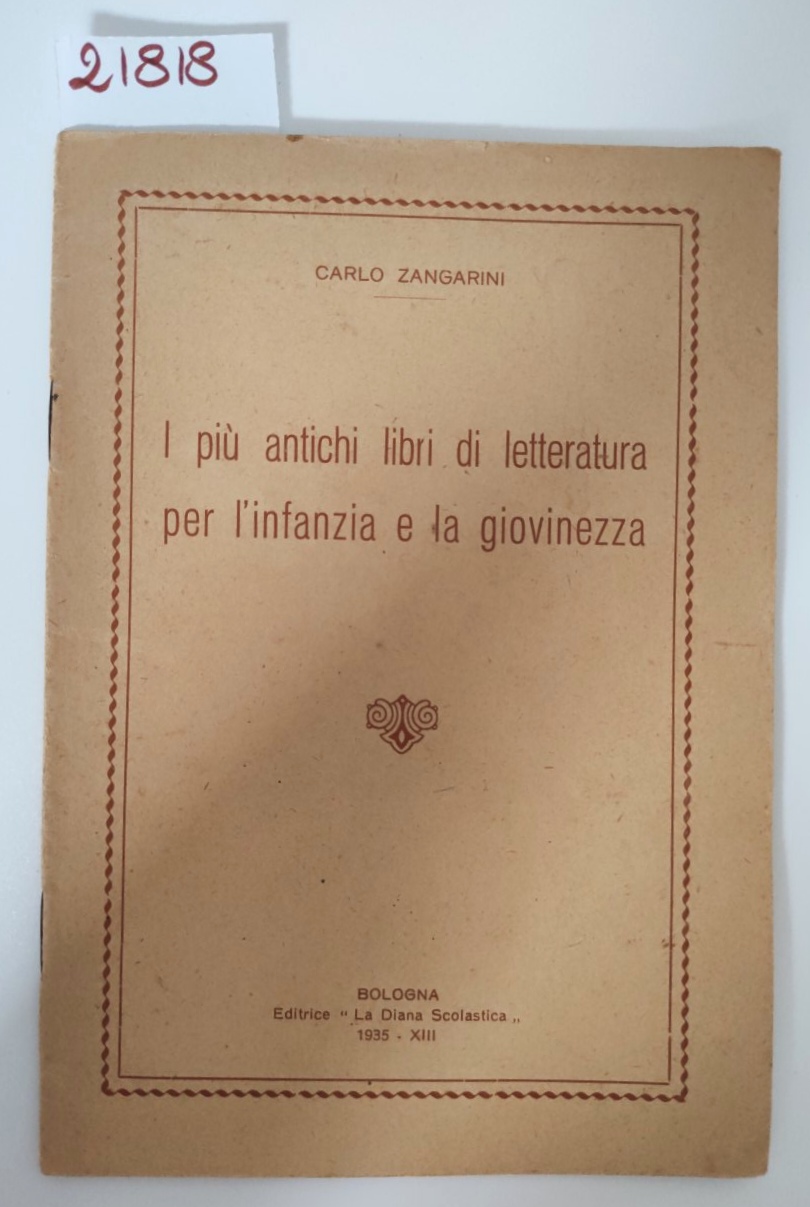 21818
CARLO ZANGARINI
I più antichi libri di letteratura
per l'infanzia e la giovinezza
BOLOGNA
Editrice " La Diana Scolastica „
1935 - XIII